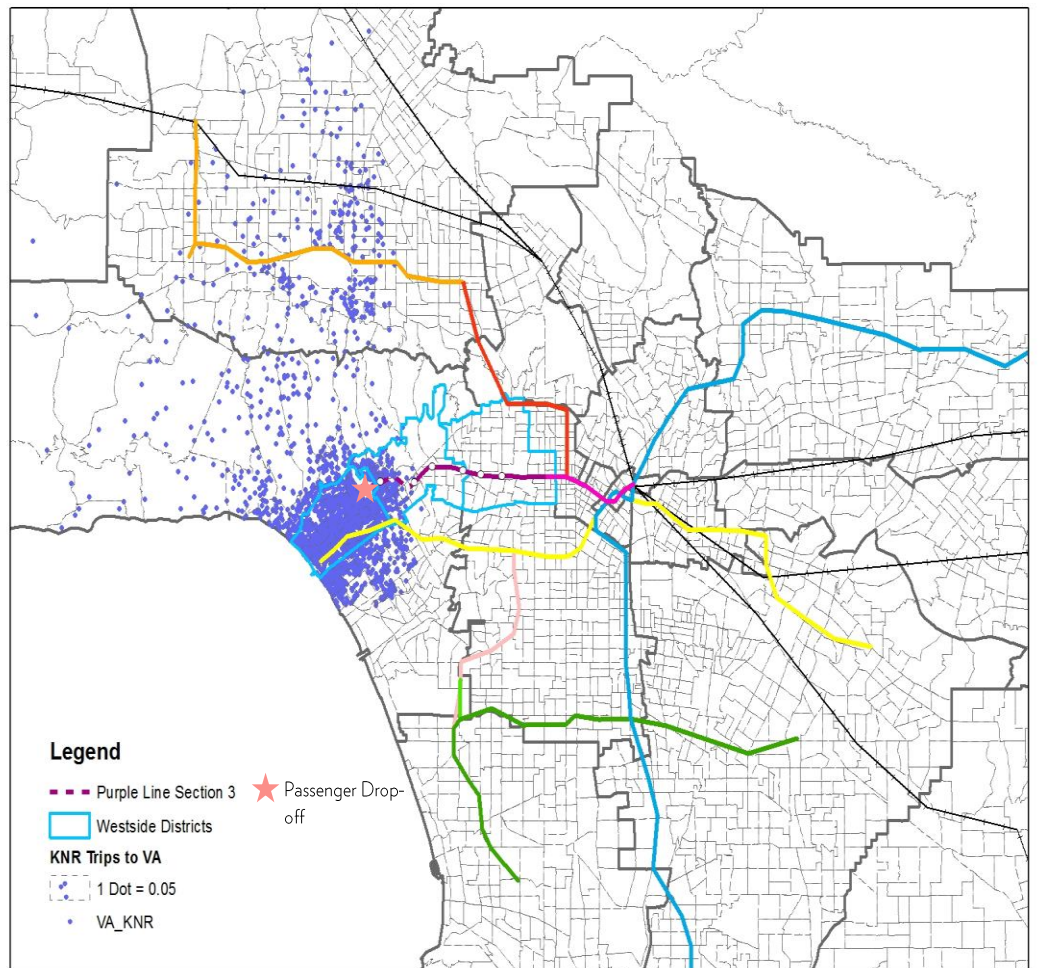 Legend
Purple Line Section 3
Passenger Drop-
off
Westside Districts
KNR Trips to VA
1 Dot = 0.05
VA_KNR